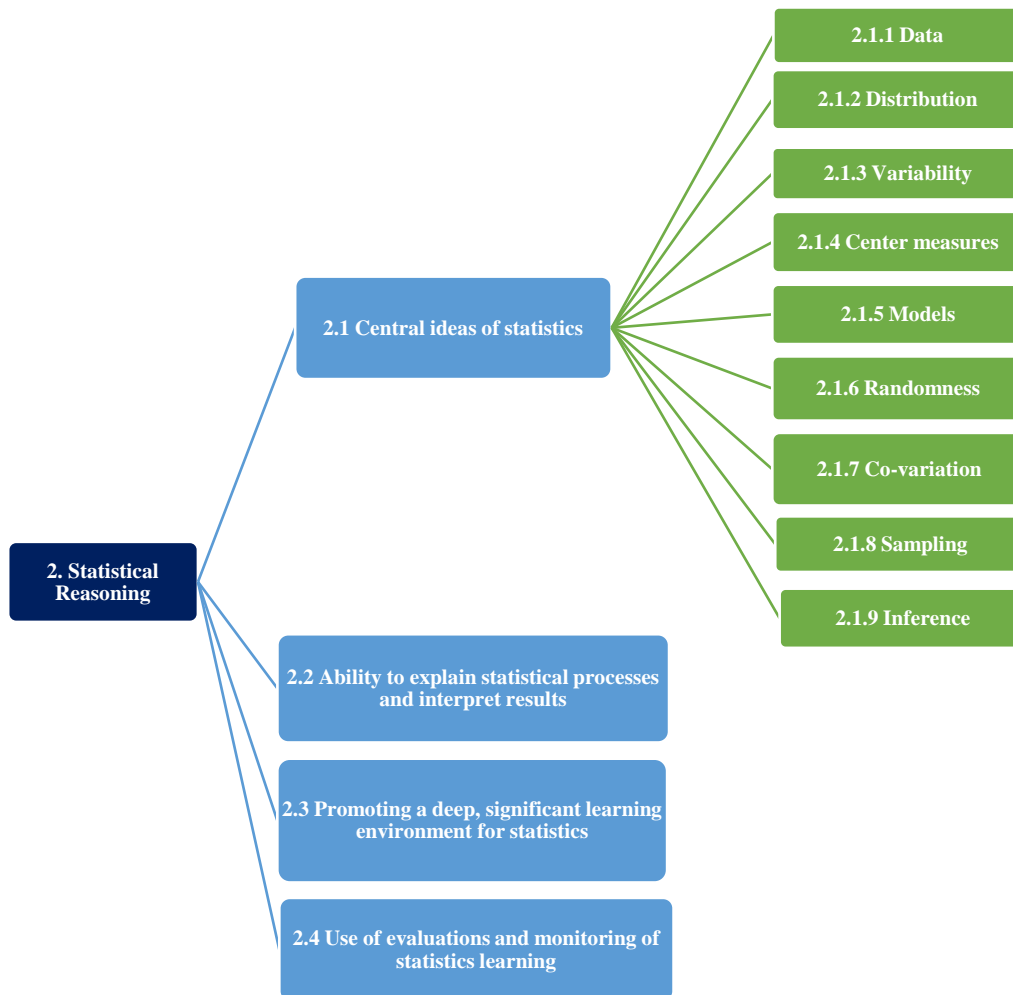 2. Statistical
Reasoning
2.1 Central ideas of statistics
2.1.1 Data
2.1.2 Distribution
2.1.3 Variability
2.1.4 Center measures
2.1.5 Models
2.1.6 Randomness
2.1.7 Co-variation
2.1.8 Sampling
2.1.9 Inference
2.2 Ability to explain statistical processes
and interpret results
2.3 Promoting a deep, significant learning
environment for statistics
2.4 Use of evaluations and monitoring of
statistics learning